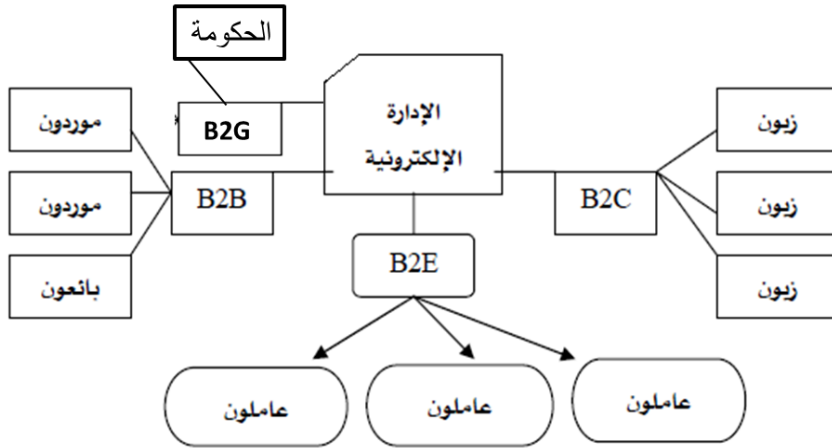 الحكومة
الإدارة
الإلكترونية
B2G
زبون
موردون
B2C
B2B
زبون
موردون
B2E
زبون
بائعون
عاملون
عاملون
عاملون